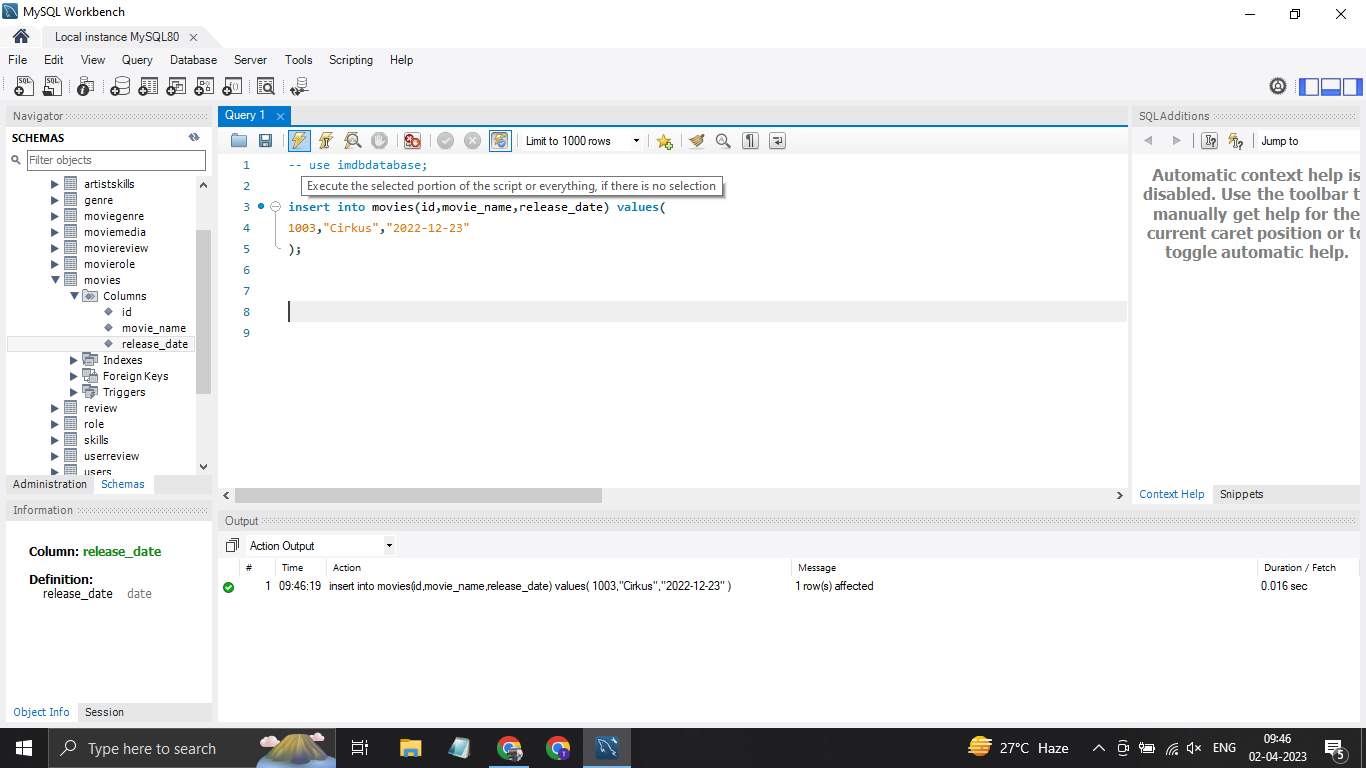 MySQL Workbench
Local instance MySQL80
File Edit View Query Database Server Tools Scripting Help
Navigator
SCHEMAS
Filter objects
artistskills
genre
moviegenre
moviemedia
moviereview
movierole
movies
Columns
id
movie_name
release_date
Indexes
Foreign Keys
Triggers
review
role
skills
userreview
users
Administration Schemas
Information
Column: release_date
Definition:
release_date date
Object Info Session
Query 1
Limit to 1000 rows
1 -- use imdbdatabase;
2
Execute the selected portion of the script or everything, if there is no selection
3 insert into movies(id,movie_name,release_date) values(
4 1003,"Cirkus","2022-12-23"
5 );
6
7
8
9
SQLAdditions
Jump to
Automatic context help is
disabled. Use the toolbar t
manually get help for the
current caret position or to
toggle automatic help.
Context Help Snippets
Output
Action Output
# Time Action Message Duration / Fetch
1 09:46:19 insert into movies(id,movie_name,release_date) values( 1003,"Cirkus","2022-12-23" ) 1 row(s) affected 0.016 sec
Type here to search
27°C Haze
ENG
09:46
02-04-2023
5